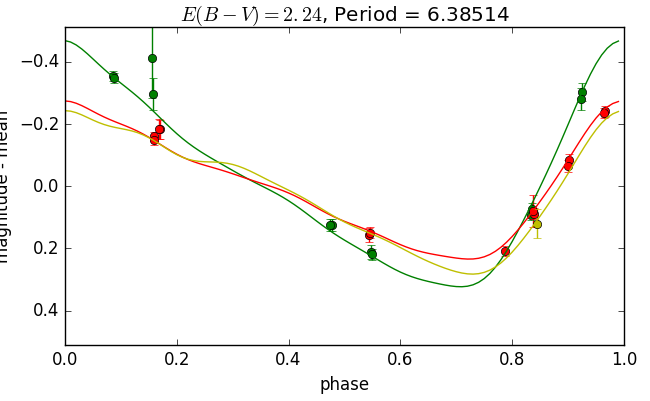 E(B − V) = 2.24, Period = 6.38514
magnitude - mean
−0.4
−0.2
0.0
0.2
0.4
0.0 0.2 0.4 0.6 0.8 1.0
phase